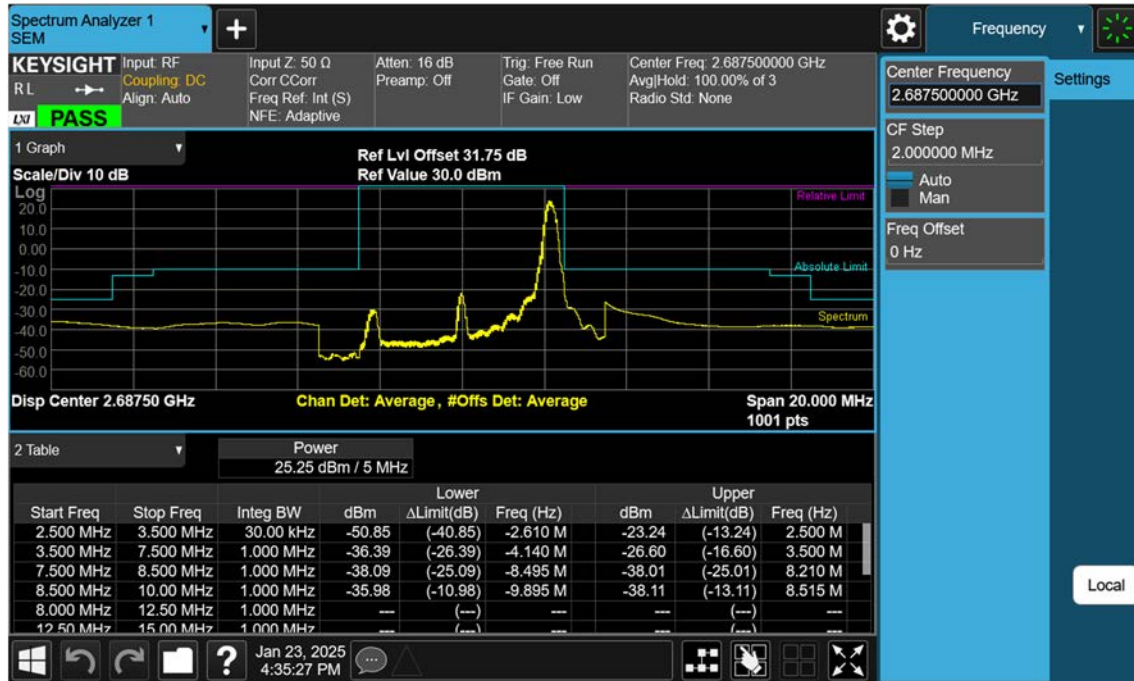 Spectrum Analyzer 1
SEM
Frequency
KEYSIGHT
RL
LXI
PASS
Input: RF
Coupling: DC
Align: Auto
Input Z: 50 Ω
Corr CCorr
Freq Ref: Int (S)
NFE: Adaptive
Atten: 16 dB
Preamp: Off
Trig: Free Run
Gate: Off
IF Gain: Low
Center Freq: 2.687500000 GHz
Avg|Hold: 100.00% of 3
Radio Std: None
Center Frequency
2.687500000 GHz
Settings
CF Step
2.000000 MHz
Auto
Man
Freq Offset
0 Hz
Local
1 Graph
Scale/Div 10 dB
Ref Lvl Offset 31.75 dB
Ref Value 30.0 dBm
Log
20.0
10.0
0.00
-10.0
-20.0
-30.0
-40.0
-50.0
-60.0
Relative Limit
Absolute Limit
Spectrum
Disp Center 2.68750 GHz
Chan Det: Average, #Offs Det: Average
Span 20.000 MHz
1001 pts
2 Table
Power
25.25 dBm / 5 MHz
Lower Upper
Start Freq Stop Freq Integ BW dBm ΔLimit(dB) Freq (Hz) dBm ΔLimit(dB) Freq (Hz)
2.500 MHz 3.500 MHz 30.00 kHz -50.85 (-40.85) -2.610 M -23.24 (-13.24) 2.500 M
3.500 MHz 7.500 MHz 1.000 MHz -36.39 (-26.39) -4.140 M -26.60 (-16.60) 3.500 M
7.500 MHz 8.500 MHz 1.000 MHz -38.09 (-25.09) -8.495 M -38.01 (-25.01) 8.210 M
8.500 MHz 10.00 MHz 1.000 MHz -35.98 (-10.98) -9.895 M -38.11 (-13.11) 8.515 M
8.000 MHz 12.50 MHz 1.000 MHz --- (---) --- --- (---) ---
12.50 MHz 15.00 MHz 1.000 MHz --- (---) --- --- (---) ---
?
Jan 23, 2025
4:35:27 PM